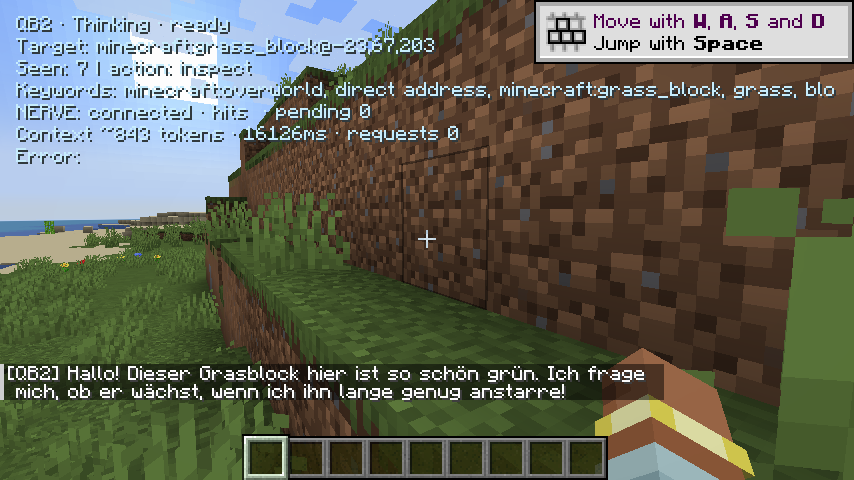 QB2 · Thinking · ready
Target: minecraft:grass_block@-23,67,203
Seen: 7 | action: inspect
Keywords: minecraft:overworld, direct address, minecraft:grass_block, grass, blo
NERVE: connected · hits · pending 0
Context ~843 tokens · 16126ms · requests 0
Error:
Move with W, A, S and D
Jump with Space
[QB2] Hallo! Dieser Grasblock hier ist so schön grün. Ich frage
mich, ob er wächst, wenn ich ihn lange genug anstarre!